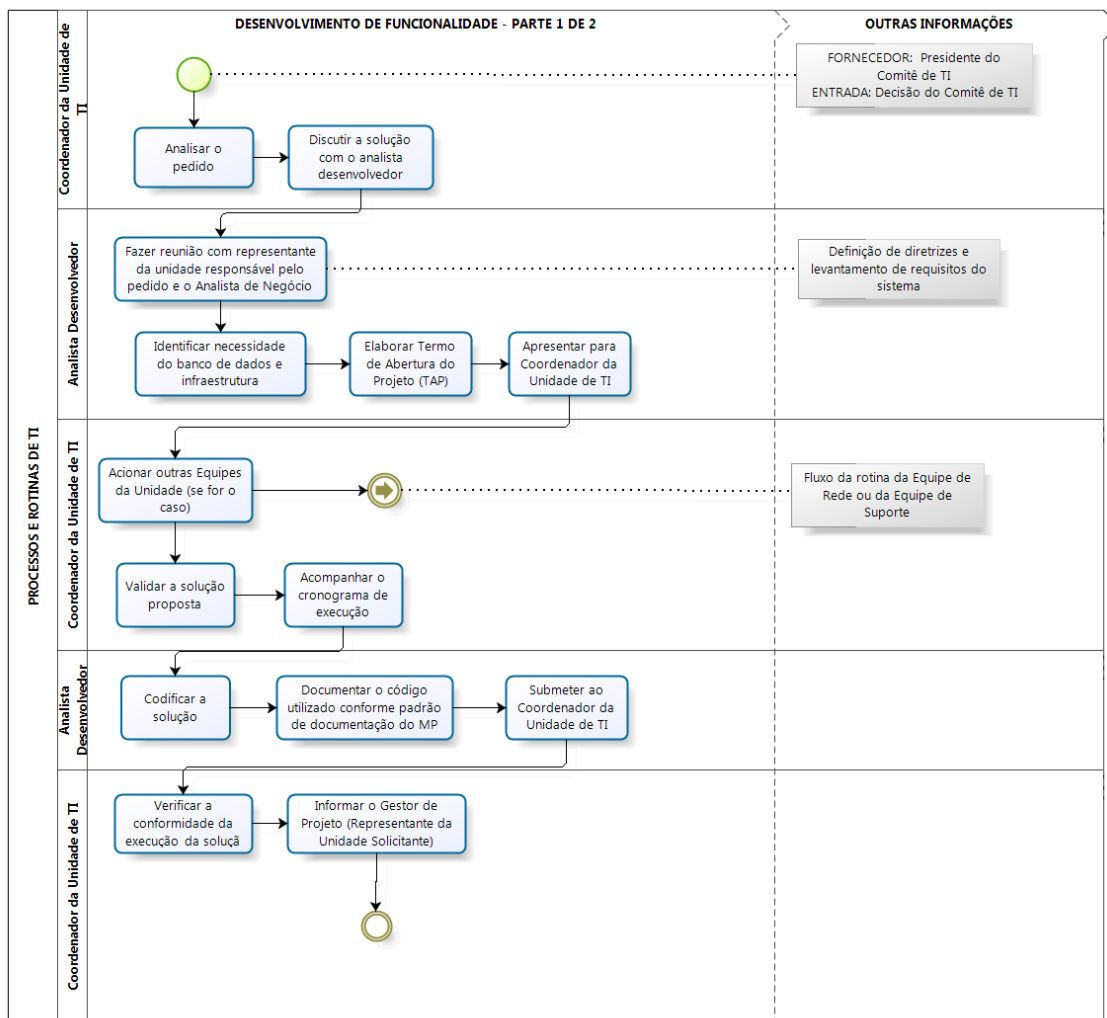 DESENVOLVIMENTO DE FUNCIONALIDADE - PARTE 1 DE 2
OUTRAS INFORMAÇÕES
PROCESSOS E ROTINAS DE TI
Coordenador da Unidade de
TI
FORNECEDOR: Presidente do
Comitê de TI
ENTRADA: Decisão do Comitê de TI
Analisar o
pedido
Discutir a solução
com o analista
desenvolvedor
Analista Desenvolvedor
Fazer reunião com representante
da unidade responsável pelo
pedido e o Analista de Negócio
Definição de diretrizes e
levantamento de requisitos do
sistema
Identificar necessidade
do banco de dados e
infraestrutura
Elaborar Termo
de Abertura do
Projeto (TAP)
Apresentar para
Coordenador da
Unidade de TI
Coordenador da Unidade de TI
Acionar outras Equipes
da Unidade (se for o
caso)
Fluxo da rotina da Equipe de
Rede ou da Equipe de
Suporte
Validar a solução
proposta
Acompanhar o
cronograma de
execução
Analista
Desenvolvedor
Codificar a
solução
Documentar o código
utilizado conforme padrão
de documentação do MP
Submeter ao
Coordenador da
Unidade de TI
Coordenador da Unidade de TI
Verificar a
conformidade da
execução da soluçã
Informar o Gestor de
Projeto (Representante da
Unidade Solicitante)